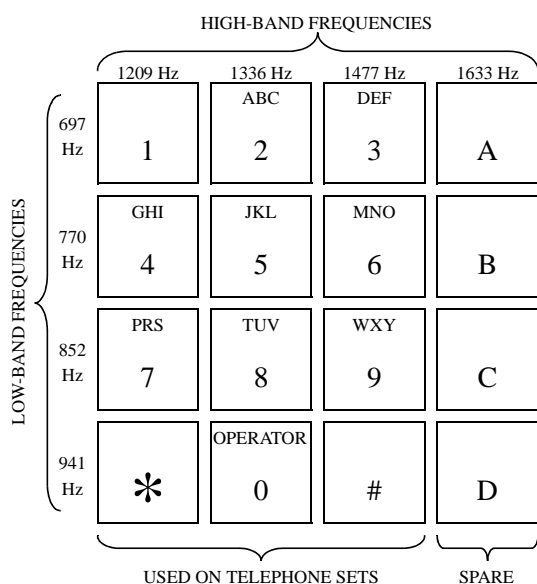 HIGH-BAND FREQUENCIES
1209 Hz 1336 Hz 1477 Hz 1633 Hz
LOW-BAND FREQUENCIES
697
Hz
ABC DEF
1 2 3 A
770
Hz
GHI JKL MNO
4 5 6 B
852
Hz
PRS TUV WXY
7 8 9 C
941
Hz
OPERATOR
* 0 # D
USED ON TELEPHONE SETS SPARE